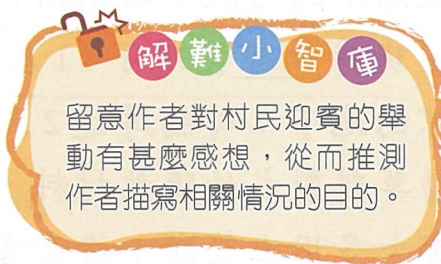 解難小智庫
留意作者對村民迎賓的舉
動有甚麼感想，從而推測
作者描寫相關情況的目的。